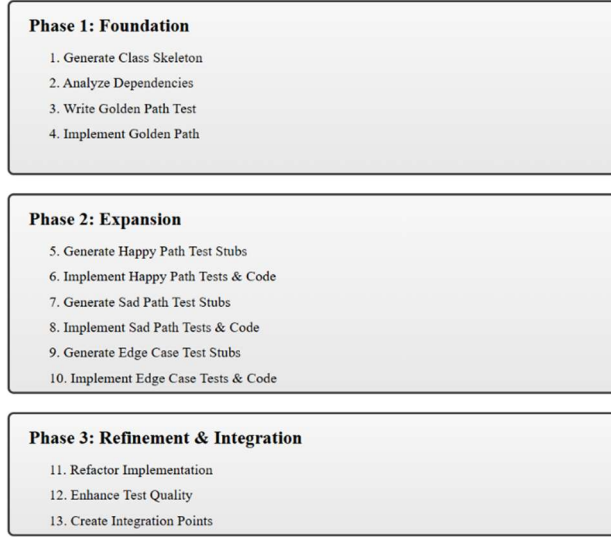 Phase 1: Foundation
1. Generate Class Skeleton
2. Analyze Dependencies
3. Write Golden Path Test
4. Implement Golden Path
Phase 2: Expansion
5. Generate Happy Path Test Stubs
6. Implement Happy Path Tests & Code
7. Generate Sad Path Test Stubs
8. Implement Sad Path Tests & Code
9. Generate Edge Case Test Stubs
10. Implement Edge Case Tests & Code
Phase 3: Refinement & Integration
11. Refactor Implementation
12. Enhance Test Quality
13. Create Integration Points